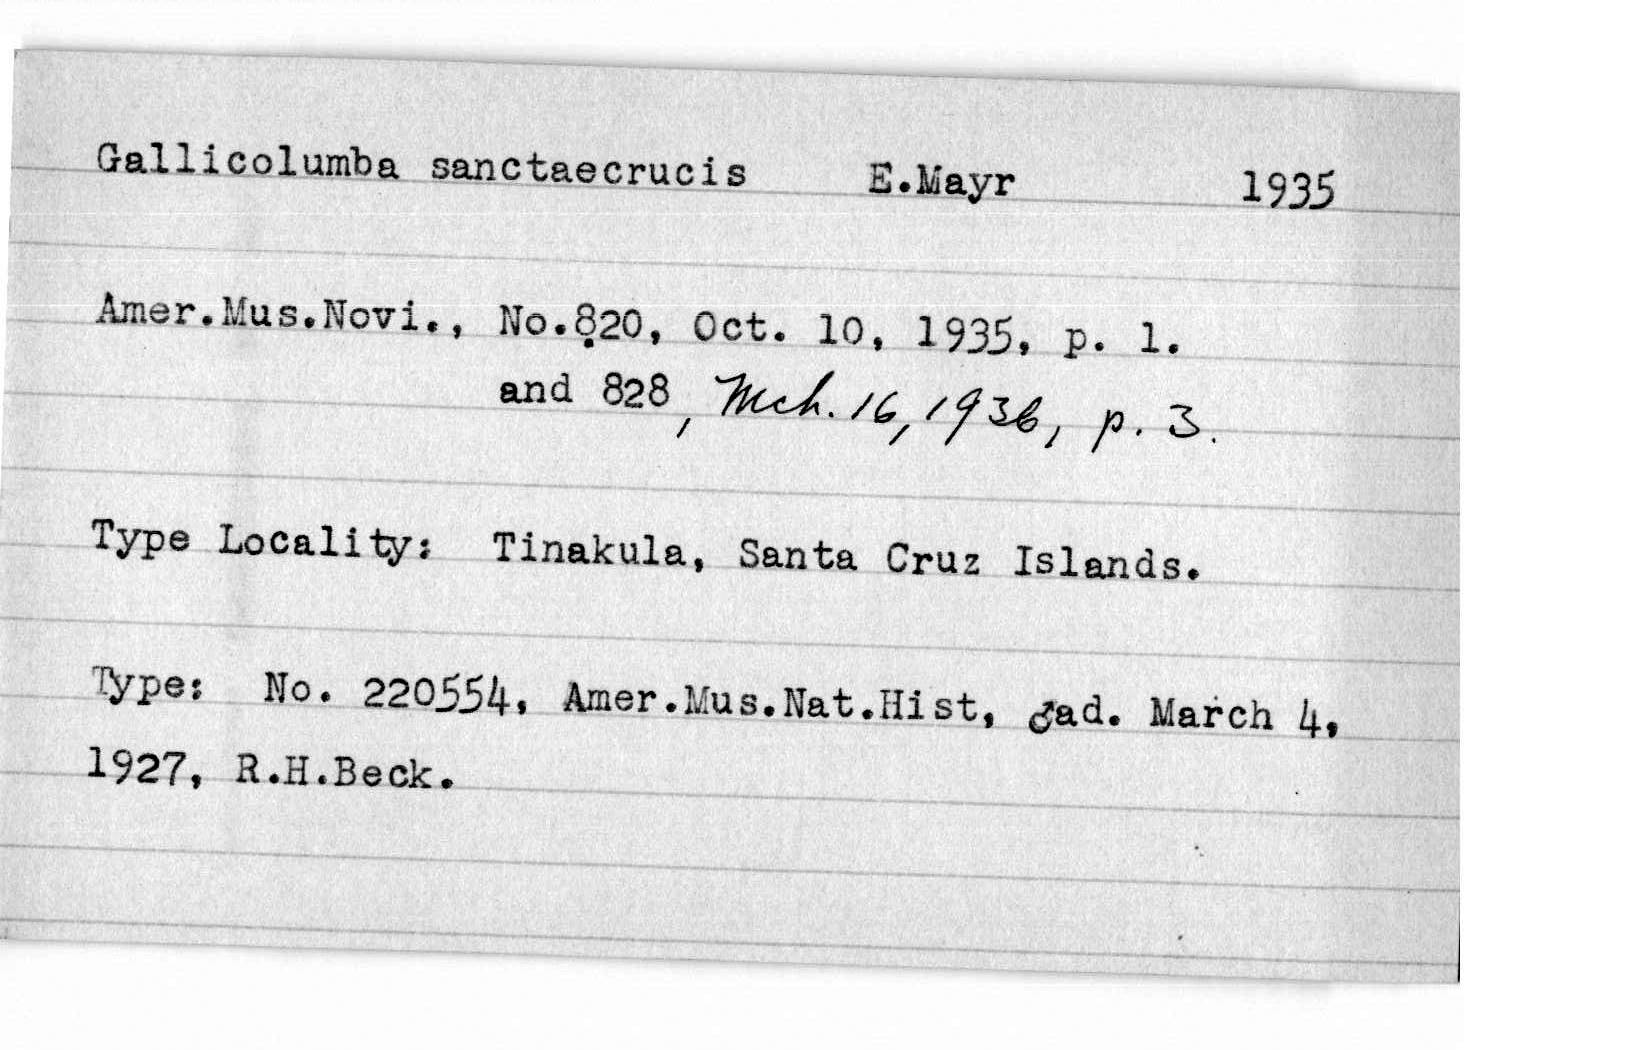 Gallicolumba sanctaecrucis E.Mayr 1935
Amer.Mus.Novi., No.820, Oct. 10, 1935, p. 1.
and 828, Mch. 16, 1936, p. 3.
Type Locality: Tinakula, Santa Cruz Islands.
Type: No. 220554, Amer.Mus.Nat.Hist, ♂ad. March 4,
1927, R.H.Beck.